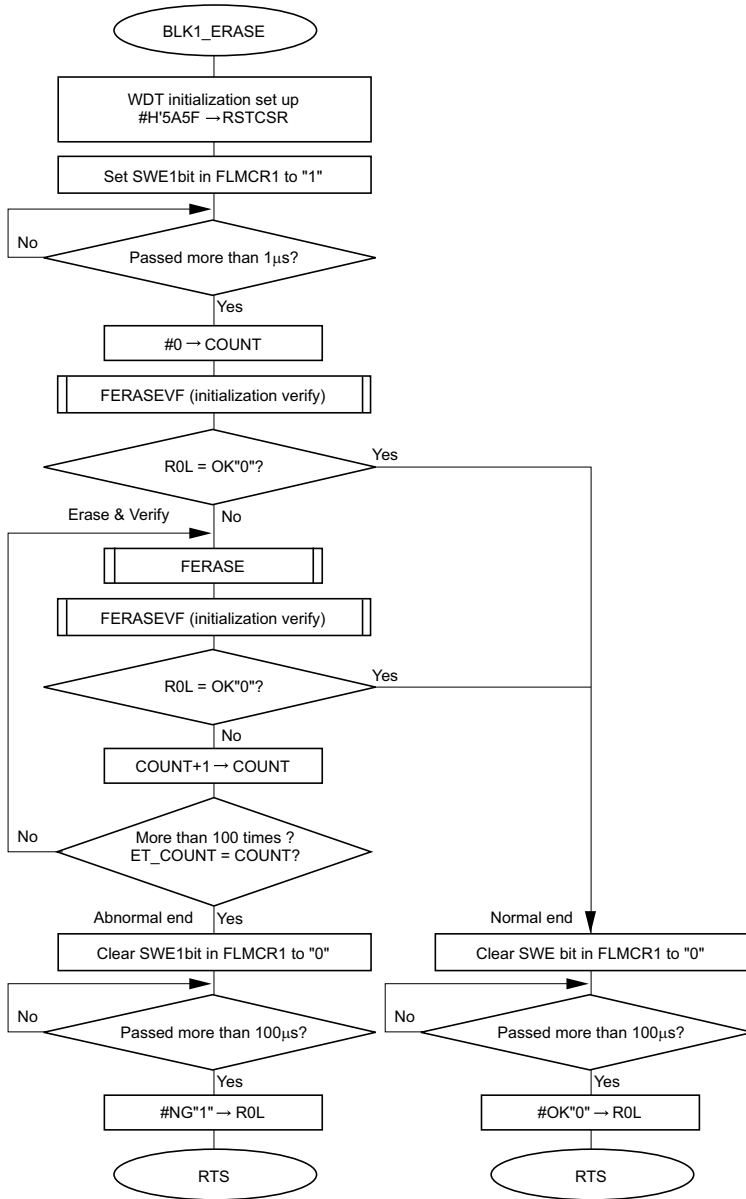 BLK1_ERASE
WDT initialization set up
#H'5A5F → RSTCSR
Set SWE1bit in FLMCR1 to "1"
No
Passed more than 1μs?
Yes
#0 → COUNT
FERASEVF (initialization verify)
R0L = OK"0"?
Yes
No
Erase & Verify
FERASE
FERASEVF (initialization verify)
R0L = OK"0"?
Yes
No
COUNT+1 → COUNT
No
More than 100 times ?
ET_COUNT = COUNT?
Abnormal end
Yes
Clear SWE1bit in FLMCR1 to "0"
No
Passed more than 100μs?
Yes
#NG"1" → R0L
RTS
Normal end
Clear SWE bit in FLMCR1 to "0"
No
Passed more than 100μs?
Yes
#OK"0" → R0L
RTS